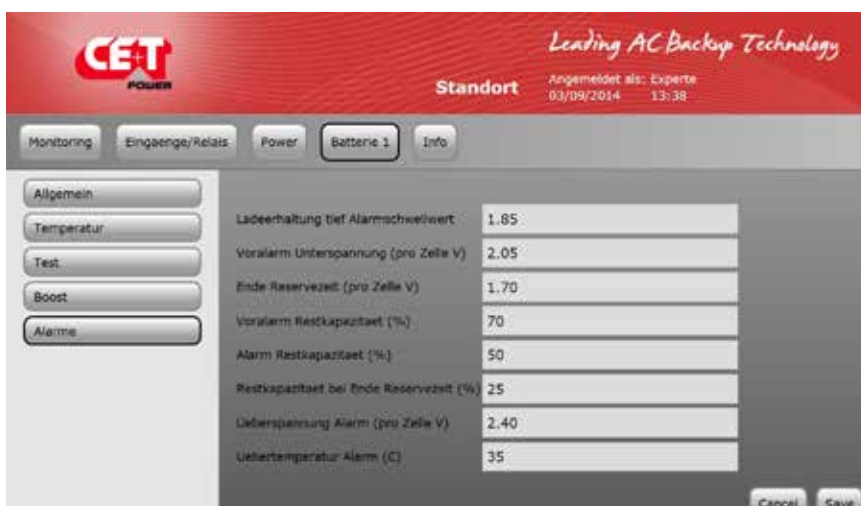 CE+T
POWER
Leading AC Backup Technology
Standort
Angemeldet als: Experte
03/09/2014 13:38
Monitoring Eingaenge/Relais Power Batterie 1 Info
Allgemein
Temperatur
Test
Boost
Alarme
Ladeerhaltung tief Alarmschwellwert 1.85
Voralarm Unterspannung (pro Zelle V) 2.05
Ende Reservezeit (pro Zelle V) 1.70
Voralarm Restkapazitaet (%) 70
Alarm Restkapazitaet (%) 50
Restkapazitaet bei Ende Reservezeit (%) 25
Ueberspannung Alarm (pro Zelle V) 2.40
Uebertemperatur Alarm (C) 35
Cancel Save